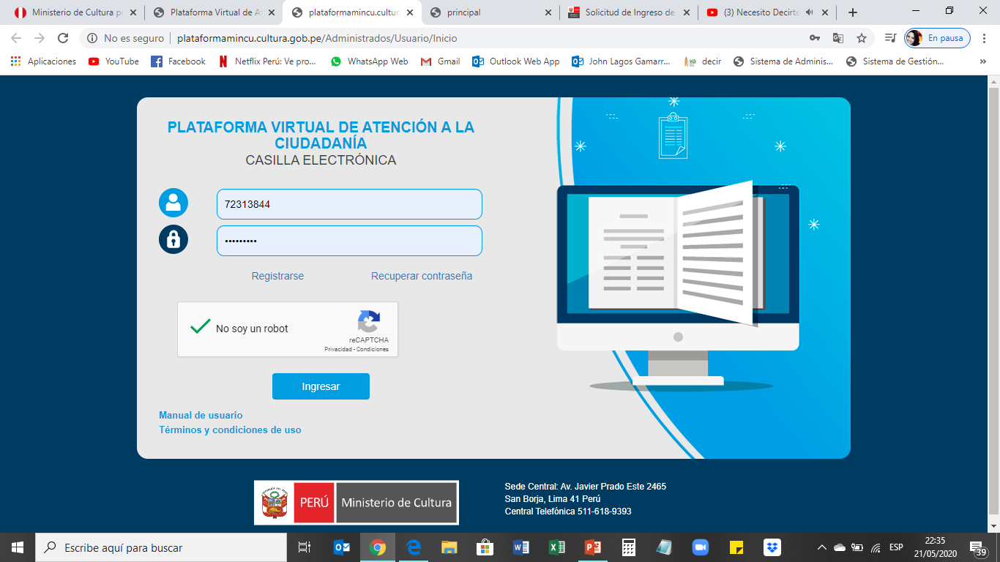 Ministerio de Cultura po
Plataforma Virtual de A
plataformamincu.cultur
principal
Solicitud de Ingreso de
(3) Necesito Decirte
No es seguro
plataformamincu.cultura.gob.pe/Administrados/Usuario/Inicio
En pausa
Aplicaciones
YouTube
Facebook
Netflix Perú: Ve pro...
WhatsApp Web
Gmail
Outlook Web App
John Lagos Gamarr...
decir
Sistema de Adminis...
Sistema de Gestión...
PLATAFORMA VIRTUAL DE ATENCIÓN A LA
CIUDADANÍA
CASILLA ELECTRÓNICA
72313844
•••••••••
Registrarse
Recuperar contraseña
No soy un robot
reCAPTCHA
Privacidad - Condiciones
Ingresar
Manual de usuario
Términos y condiciones de uso
PERÚ
Ministerio de Cultura
Sede Central: Av. Javier Prado Este 2465
San Borja, Lima 41 Perú
Central Telefónica 511-618-9393
Escribe aquí para buscar
ESP
22:35
21/05/2020
39